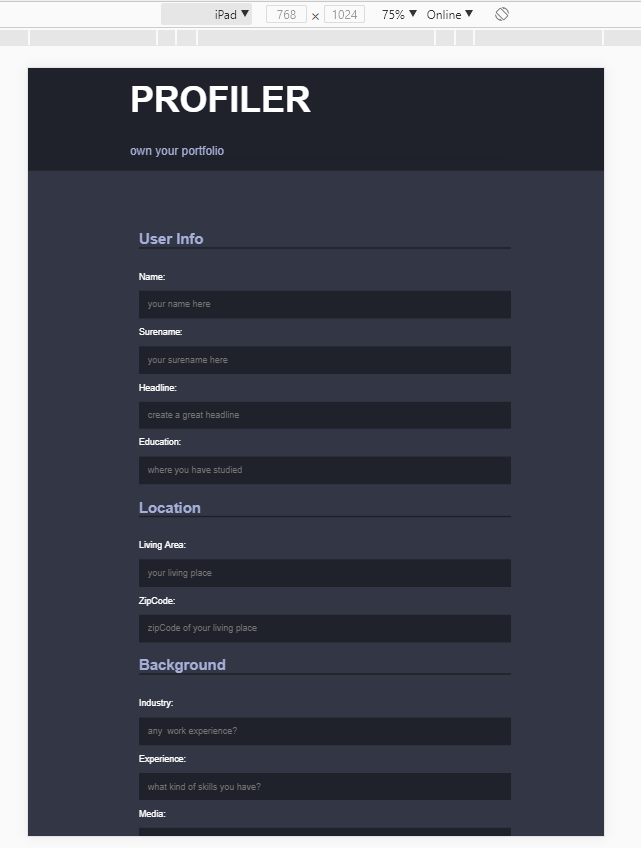 iPad ▼ 768 × 1024 75% ▼ Online ▼
PROFILER
own your portfolio
User Info
Name:
your name here
Surename:
your surename here
Headline:
create a great headline
Education:
where you have studied
Location
Living Area:
your living place
ZipCode:
zipCode of your living place
Background
Industry:
any  work experience?
Experience:
what kind of skills you have?
Media: